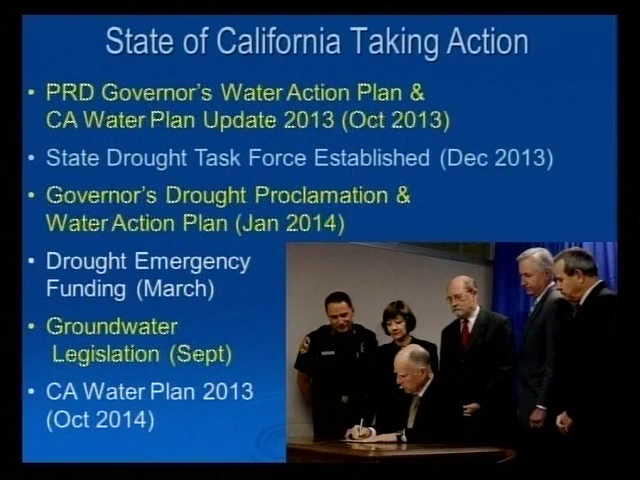 State of California Taking Action
• PRD Governor's Water Action Plan &
CA Water Plan Update 2013 (Oct 2013)
• State Drought Task Force Established (Dec 2013)
• Governor's Drought Proclamation &
Water Action Plan (Jan 2014)
• Drought Emergency
Funding (March)
• Groundwater
Legislation (Sept)
• CA Water Plan 2013
(Oct 2014)